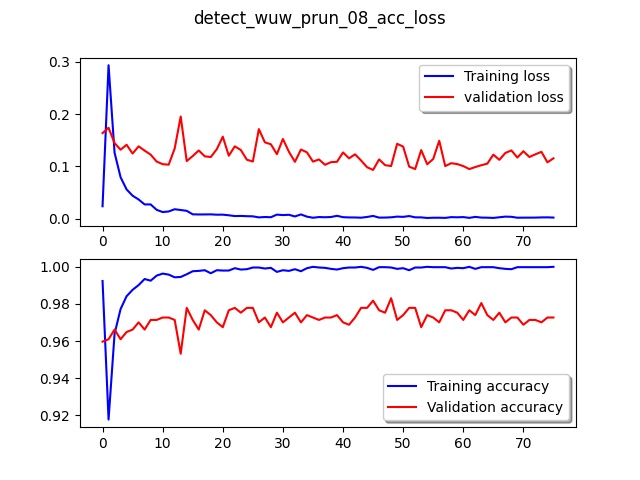 detect_wuw_prun_08_acc_loss
0.3
0.2
0.1
0.0
Training loss
validation loss
0 10 20 30 40 50 60 70
1.00
0.98
0.96
0.94
0.92
Training accuracy
Validation accuracy
0 10 20 30 40 50 60 70